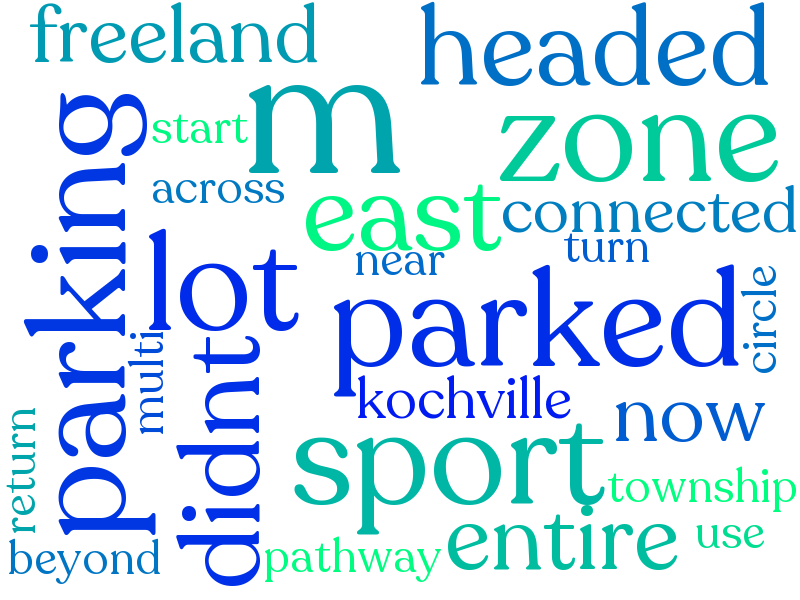 freeland
headed
m
zone
parking
start
across
east
connected
near
turn
lot
parked
circle
multi
didnt
kochville
now
return
sport
township
beyond
pathway
entire
use